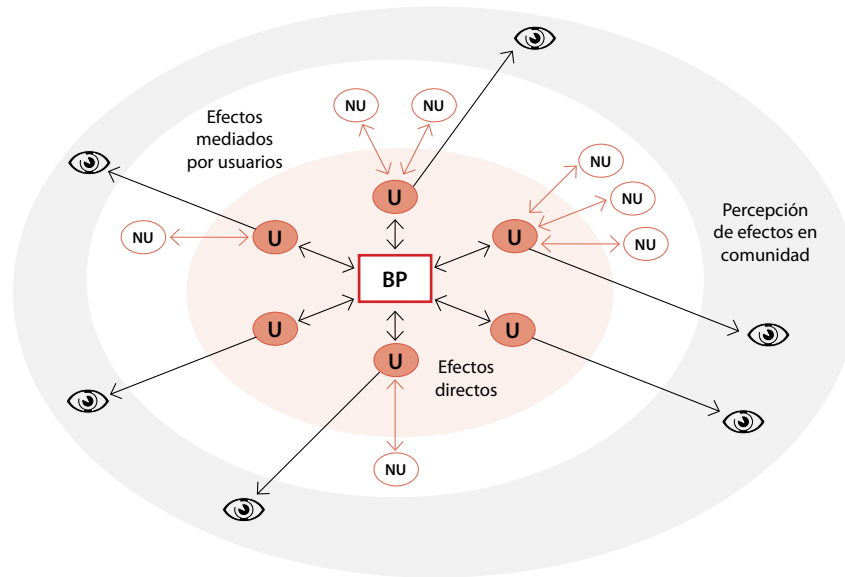 Efectos
mediados
por usuarios
NU
NU
NU
NU
NU
NU
NU
U
U
U
U
U
U
BP
Percepción
de efectos en
comunidad
Efectos
directos